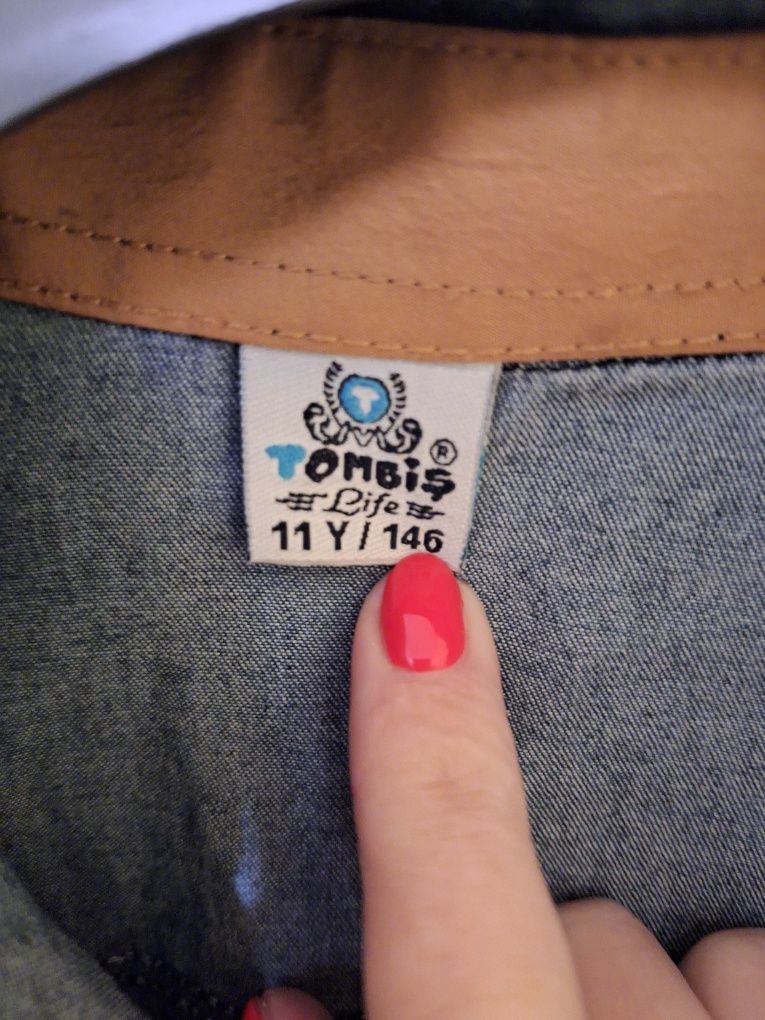 T
TOMBİŞ ®
Life
11 Y / 146